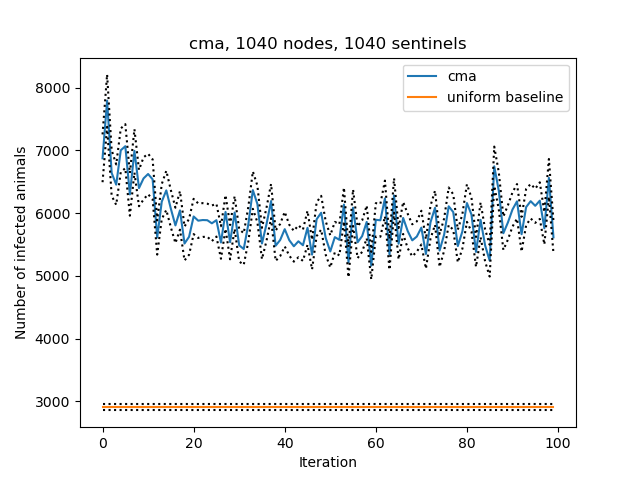 cma, 1040 nodes, 1040 sentinels
cma
uniform baseline
Number of infected animals
8000
7000
6000
5000
4000
3000
0 20 40 60 80 100
Iteration